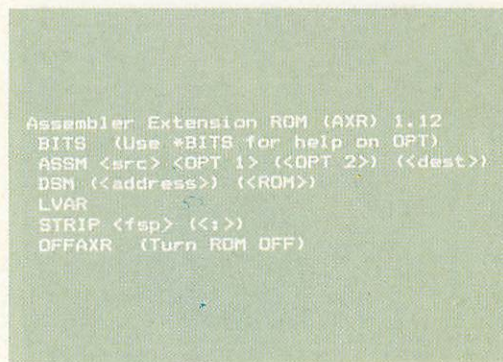 Assembler Extension ROM (AXR) 1.12
BITS (Use *BITS for help on OPT)
ASSM <src> <OPT 1> (<OPT 2>) (<dest>)
DSM (<address>) (<ROM>)
LVAR
STRIP <fsp> (<:>)
OFFAXR (Turn ROM OFF)